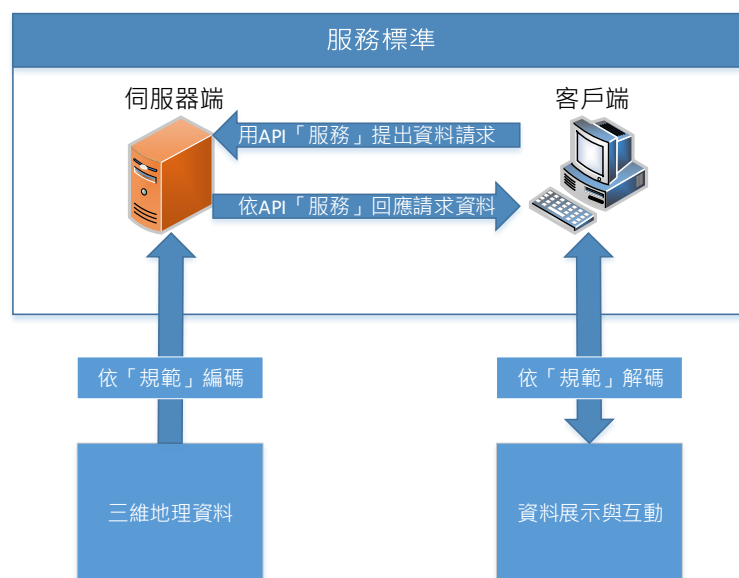 服務標準
伺服器端
客戶端
用API「服務」提出資料請求
依API「服務」回應請求資料
依「規範」編碼
依「規範」解碼
三維地理資料
資料展示與互動